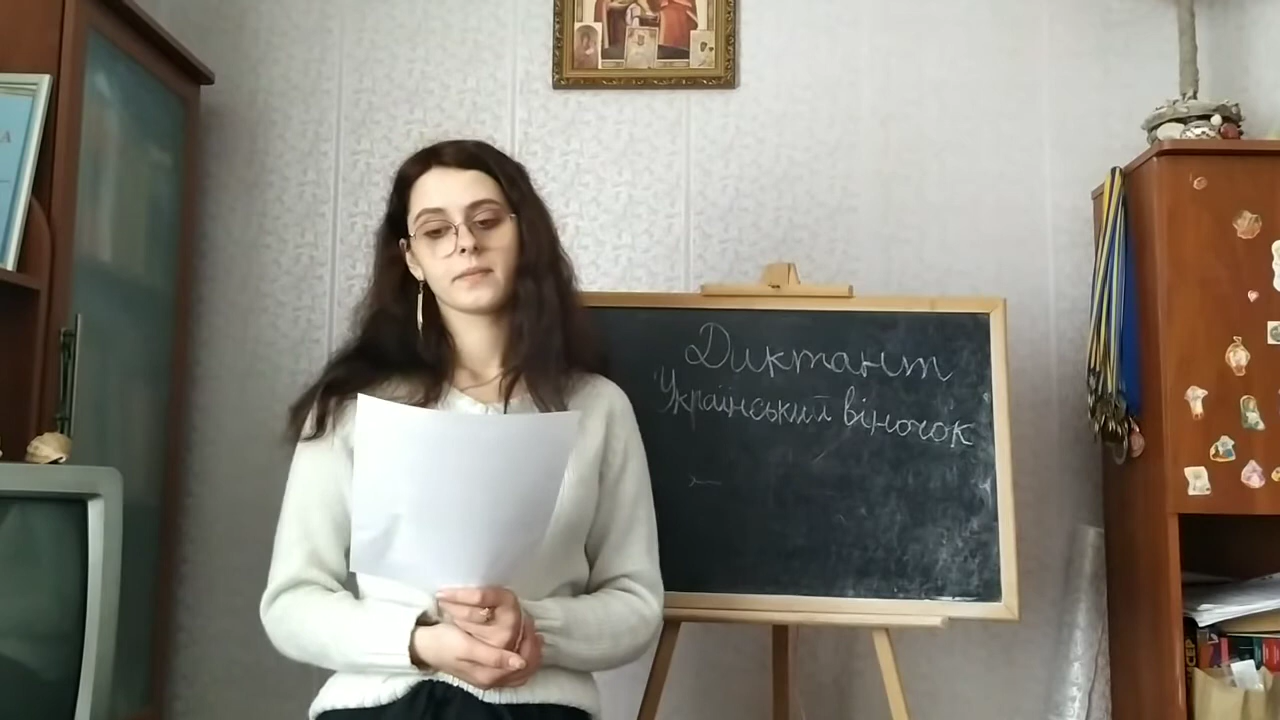 Диктант
Український віночок